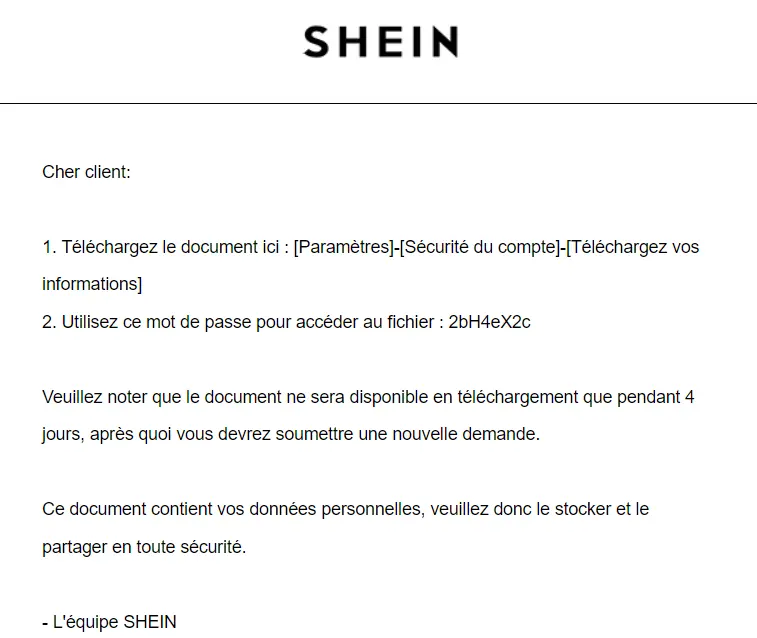 SHEIN
Cher client:
1. Téléchargez le document ici : [Paramètres]-[Sécurité du compte]-[Téléchargez vos
informations]
2. Utilisez ce mot de passe pour accéder au fichier : 2bH4eX2c
Veuillez noter que le document ne sera disponible en téléchargement que pendant 4
jours, après quoi vous devrez soumettre une nouvelle demande.
Ce document contient vos données personnelles, veuillez donc le stocker et le
partager en toute sécurité.
- L'équipe SHEIN